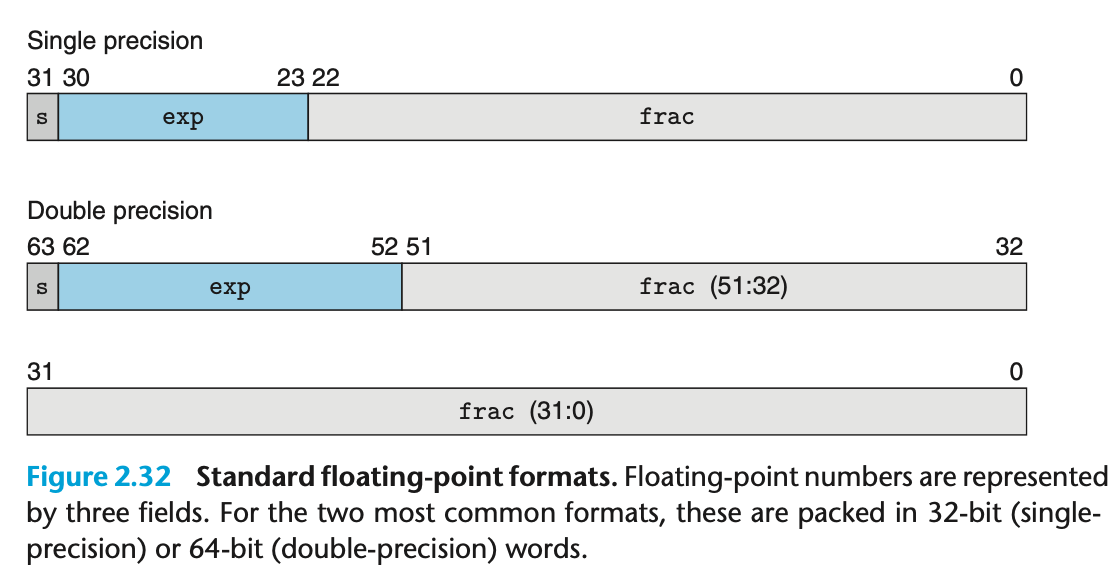 Single precision
31 30 23 22 0
s exp frac
Double precision
63 62 52 51 32
s exp frac (51:32)
31 0
frac (31:0)
Figure 2.32 Standard floating-point formats. Floating-point numbers are represented
by three fields. For the two most common formats, these are packed in 32-bit (single-
precision) or 64-bit (double-precision) words.